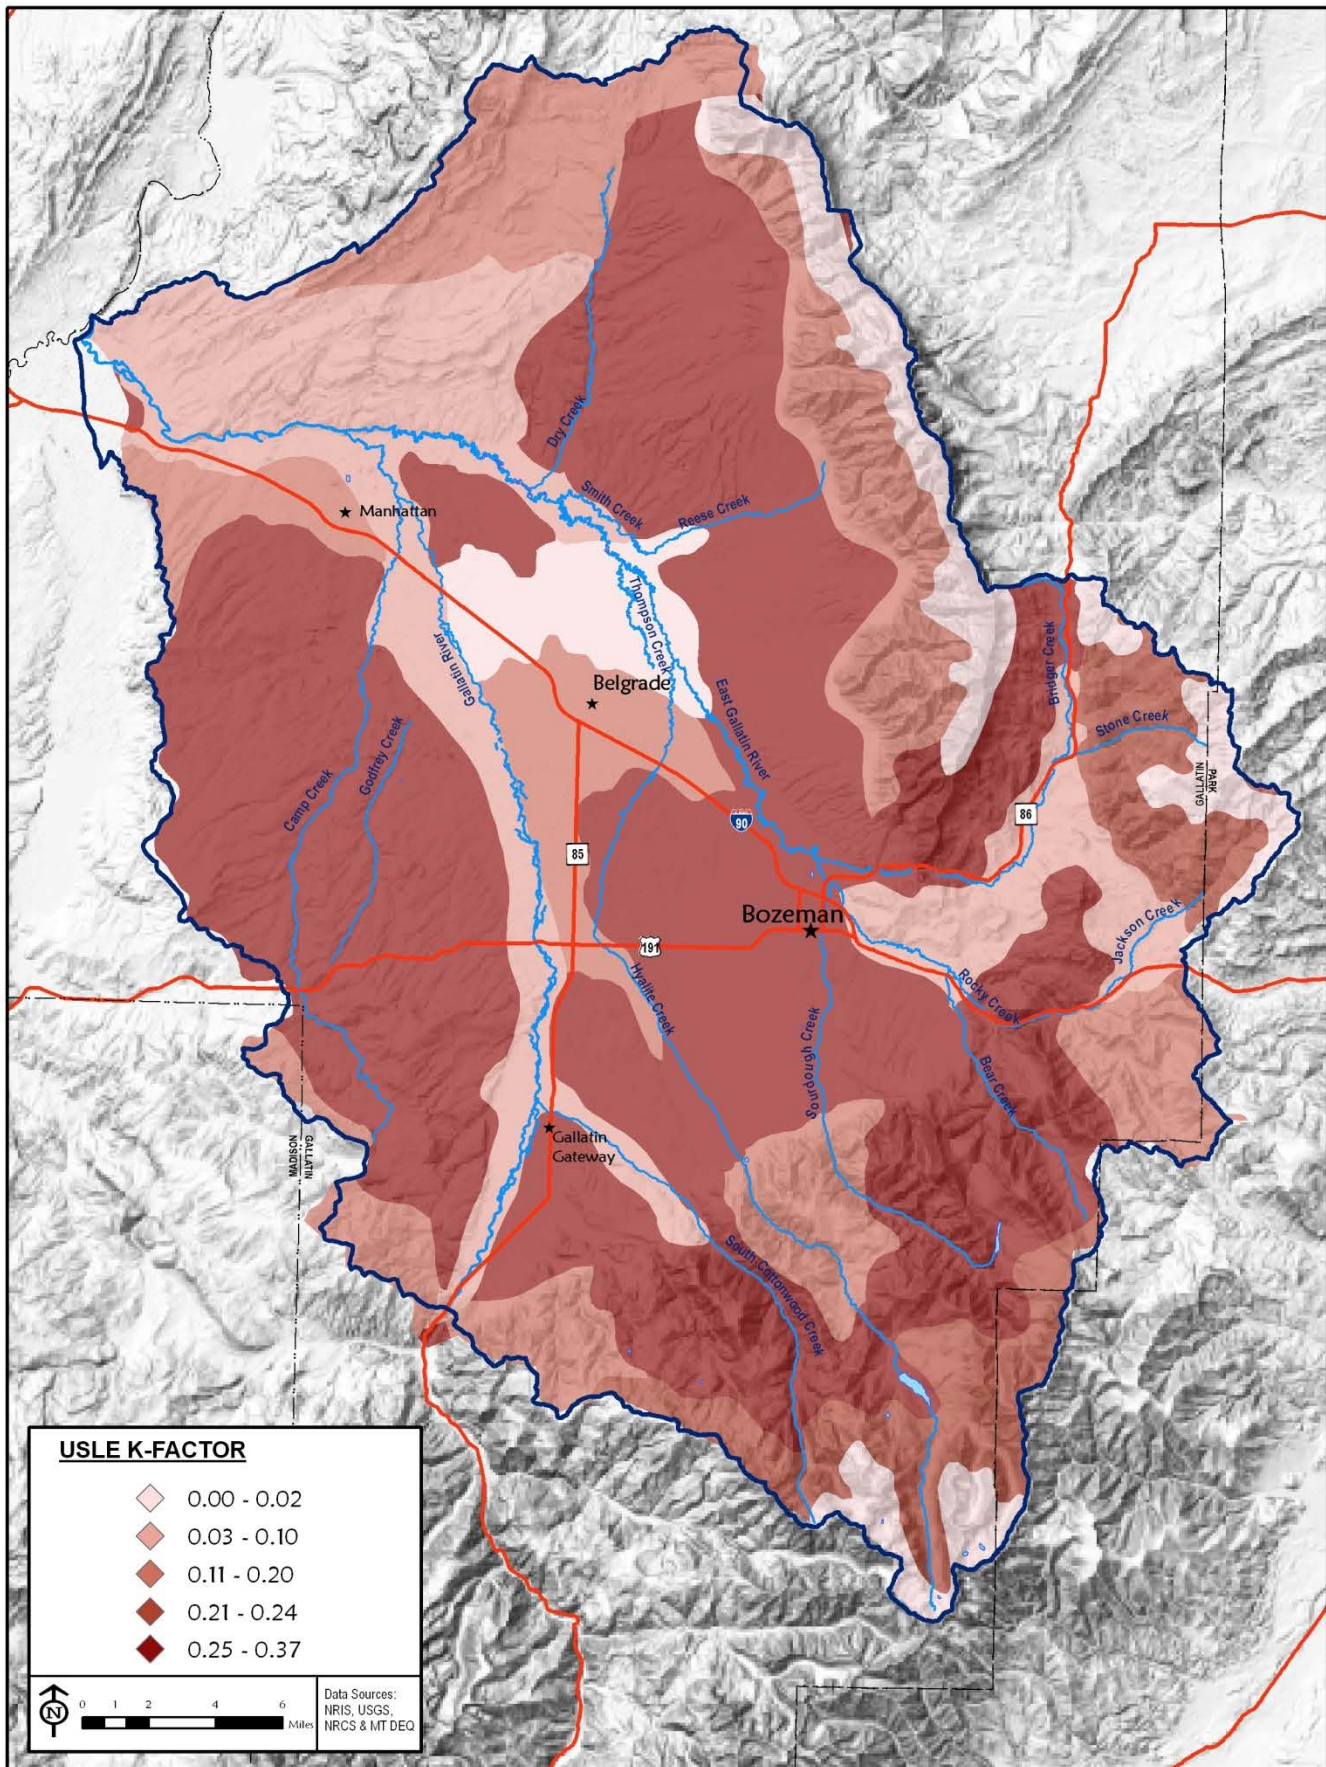 Dry Creek
Smith Creek
Reese Creek
Manhattan
Thompson Creek
Gallatin River
Belgrade
East Gallatin River
Bridger Creek
Stone Creek
GALLATIN
PARK
Camp Creek
Godfrey Creek
90
86
85
Bozeman
191
Jackson Creek
Hyalite Creek
Rocky Creek
Sourdough Creek
Bear Creek
MADISON
GALLATIN
Gallatin
Gateway
South Cottonwood Creek
USLE K-FACTOR
0.00 - 0.02
0.03 - 0.10
0.11 - 0.20
0.21 - 0.24
0.25 - 0.37
N
0 1 2 4 6
Miles
Data Sources:
NRIS, USGS,
NRCS & MT DEQ